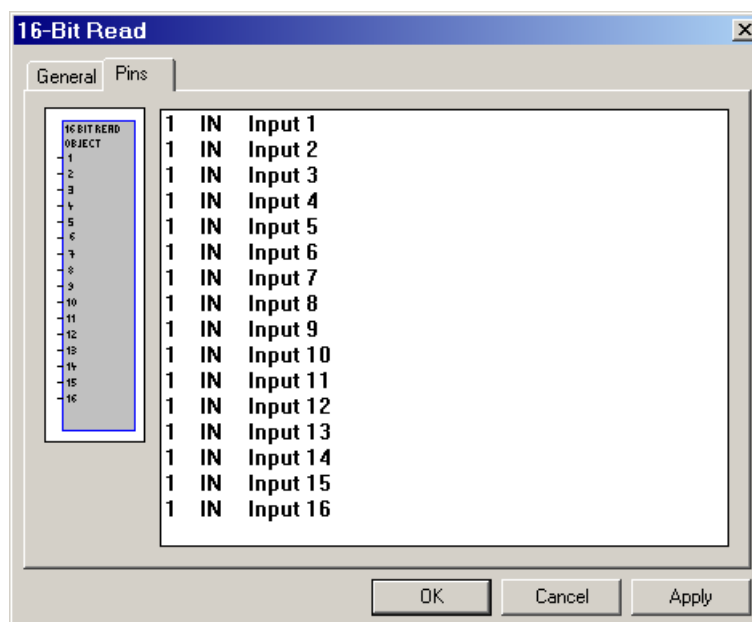 16-Bit Read
General Pins
16 BIT READ
OBJECT
1
2
3
4
5
6
7
8
9
10
11
12
13
14
15
16
1 IN Input 1
1 IN Input 2
1 IN Input 3
1 IN Input 4
1 IN Input 5
1 IN Input 6
1 IN Input 7
1 IN Input 8
1 IN Input 9
1 IN Input 10
1 IN Input 11
1 IN Input 12
1 IN Input 13
1 IN Input 14
1 IN Input 15
1 IN Input 16
OK Cancel Apply